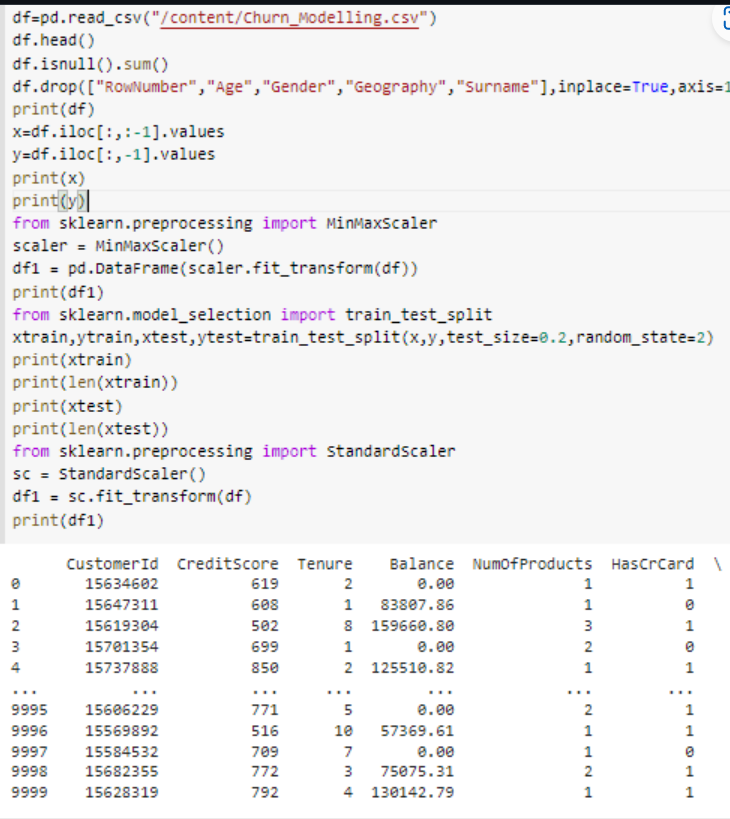 df=pd.read_csv("/content/Churn_Modelling.csv")
df.head()
df.isnull().sum()
df.drop(["RowNumber","Age","Gender","Geography","Surname"],inplace=True,axis=1
print(df)
x=df.iloc[:,:-1].values
y=df.iloc[:,-1].values
print(x)
print(y)
from sklearn.preprocessing import MinMaxScaler
scaler = MinMaxScaler()
df1 = pd.DataFrame(scaler.fit_transform(df))
print(df1)
from sklearn.model_selection import train_test_split
xtrain,ytrain,xtest,ytest=train_test_split(x,y,test_size=0.2,random_state=2)
print(xtrain)
print(len(xtrain))
print(xtest)
print(len(xtest))
from sklearn.preprocessing import StandardScaler
sc = StandardScaler()
df1 = sc.fit_transform(df)
print(df1)
CustomerId CreditScore Tenure Balance NumOfProducts HasCrCard \
0 15634602 619 2 0.00 1 1
1 15647311 608 1 83807.86 1 0
2 15619304 502 8 159660.80 3 1
3 15701354 699 1 0.00 2 0
4 15737888 850 2 125510.82 1 1
... ... ... ... ... ... ...
9995 15606229 771 5 0.00 2 1
9996 15569892 516 10 57369.61 1 1
9997 15584532 709 7 0.00 1 0
9998 15682355 772 3 75075.31 2 1
9999 15628319 792 4 130142.79 1 1